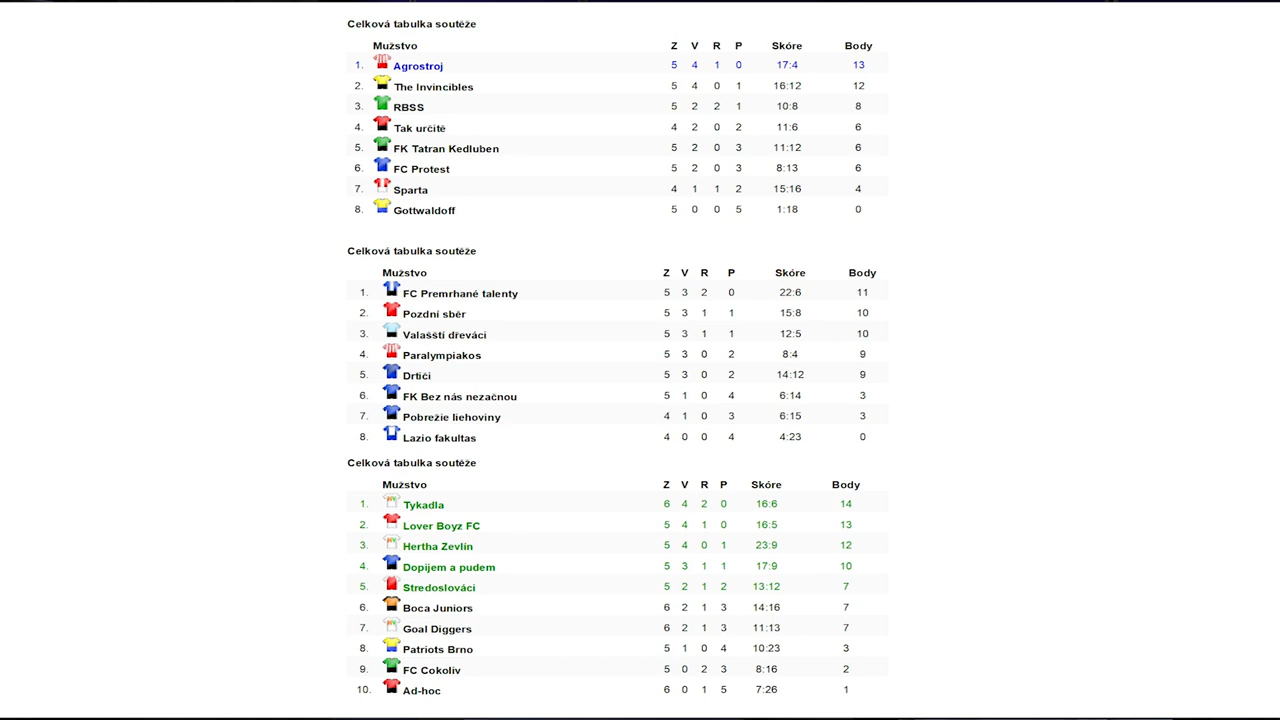 Celková tabulka soutěže
Mužstvo Z V R P Skóre Body
1. Agrostroj 5 4 1 0 17:4 13
2. The Invincibles 5 4 0 1 16:12 12
3. RBSS 5 2 2 1 10:8 8
4. Tak určitě 4 2 0 2 11:6 6
5. FK Tatran Kedluben 5 2 0 3 11:12 6
6. FC Protest 5 2 0 3 8:13 6
7. Sparta 4 1 1 2 15:16 4
8. Gottwaldoff 5 0 0 5 1:18 0
Celková tabulka soutěže
Mužstvo Z V R P Skóre Body
1. FC Premrhané talenty 5 3 2 0 22:6 11
2. Pozdní sběr 5 3 1 1 15:8 10
3. Valašští dřeváci 5 3 1 1 12:5 10
4. Paralympiakos 5 3 0 2 8:4 9
5. Drtiči 5 3 0 2 14:12 9
6. FK Bez nás nezačnou 5 1 0 4 6:14 3
7. Pobrežie liehoviny 4 1 0 3 6:15 3
8. Lazio fakultas 4 0 0 4 4:23 0
Celková tabulka soutěže
Mužstvo Z V R P Skóre Body
1. Tykadla 6 4 2 0 16:6 14
2. Lover Boyz FC 5 4 1 0 16:5 13
3. Hertha Zevlín 5 4 0 1 23:9 12
4. Dopijem a pudem 5 3 1 1 17:9 10
5. Stredoslováci 5 2 1 2 13:12 7
6. Boca Juniors 6 2 1 3 14:16 7
7. Goal Diggers 6 2 1 3 11:13 7
8. Patriots Brno 5 1 0 4 10:23 3
9. FC Cokoliv 5 0 2 3 8:16 2
10. Ad-hoc 6 0 1 5 7:26 1